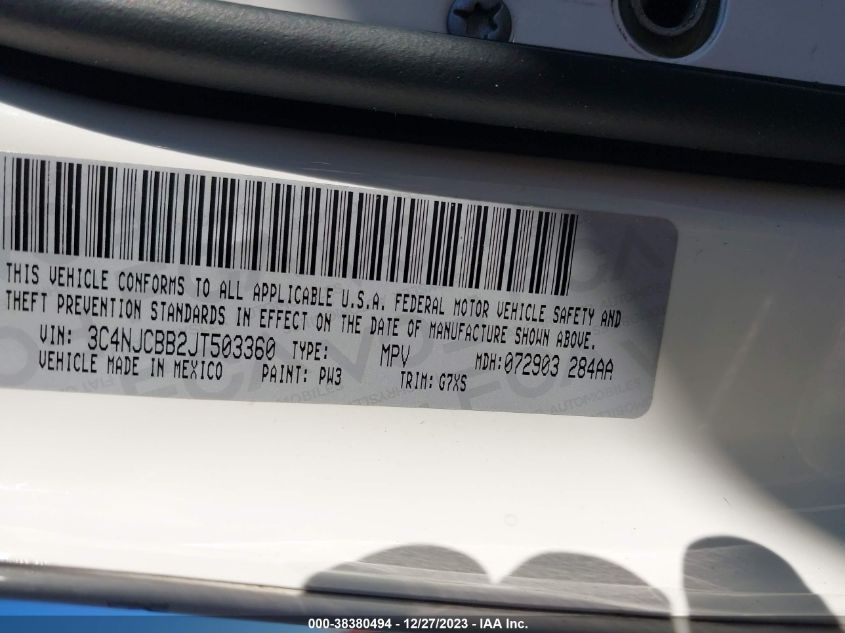 THIS VEHICLE CONFORMS TO ALL APPLICABLE U.S.A. FEDERAL MOTOR VEHICLE SAFETY AND
THEFT PREVENTION STANDARDS IN EFFECT ON THE DATE OF MANUFACTURE SHOWN ABOVE.
VIN: 3C4NJCBB2JT503360 TYPE: MPV MDH: 072903 284AA
VEHICLE MADE IN MEXICO PAINT: PW3 TRIM: G7XS
000-38380494 - 12/27/2023 - IAA Inc.